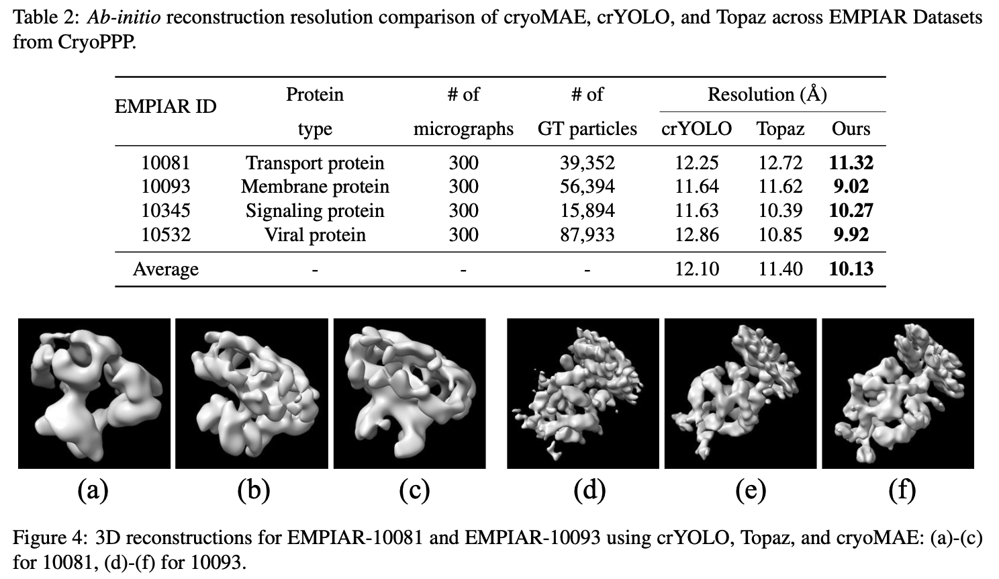 Table 2: Ab-initio reconstruction resolution comparison of cryoMAE, crYOLO, and Topaz across EMPIAR Datasets
from CryoPPP.
EMPIAR ID Protein type # of micrographs # of GT particles Resolution (Å)
crYOLO Topaz Ours
10081 Transport protein 300 39,352 12.25 12.72 11.32
10093 Membrane protein 300 56,394 11.64 11.62 9.02
10345 Signaling protein 300 15,894 11.63 10.39 10.27
10532 Viral protein 300 87,933 12.86 10.85 9.92
Average - - - 12.10 11.40 10.13
(a) (b) (c) (d) (e) (f)
Figure 4: 3D reconstructions for EMPIAR-10081 and EMPIAR-10093 using crYOLO, Topaz, and cryoMAE: (a)-(c)
for 10081, (d)-(f) for 10093.